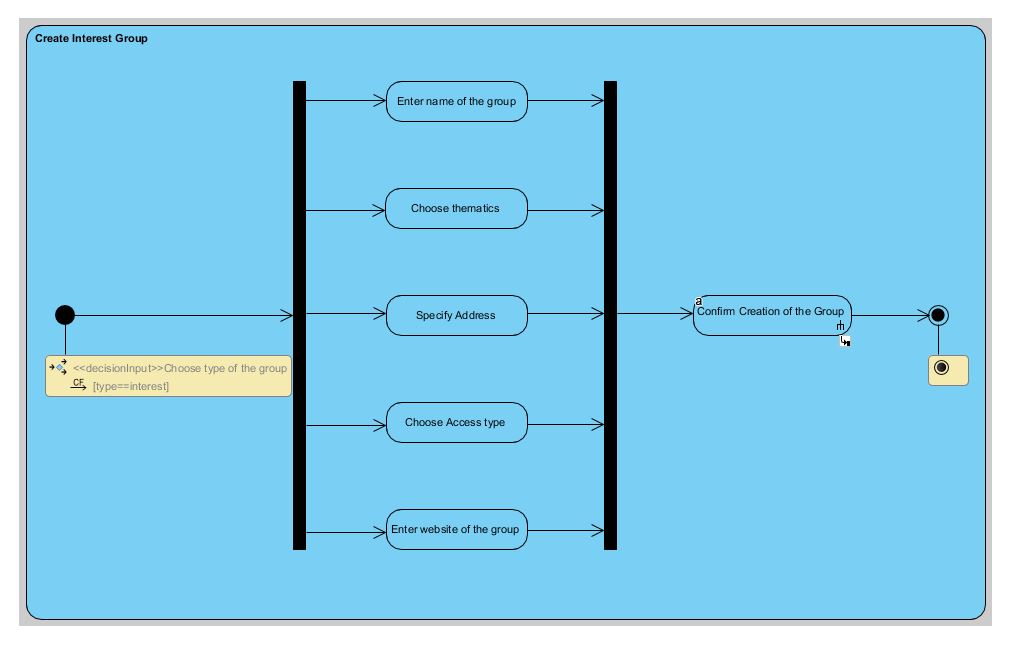 Create Interest Group
Enter name of the group
Choose thematics
Specify Address
a
Confirm Creation of the Group
<<decisionInput>>Choose type of the group
CF
[type==interest]
Choose Access type
Enter website of the group